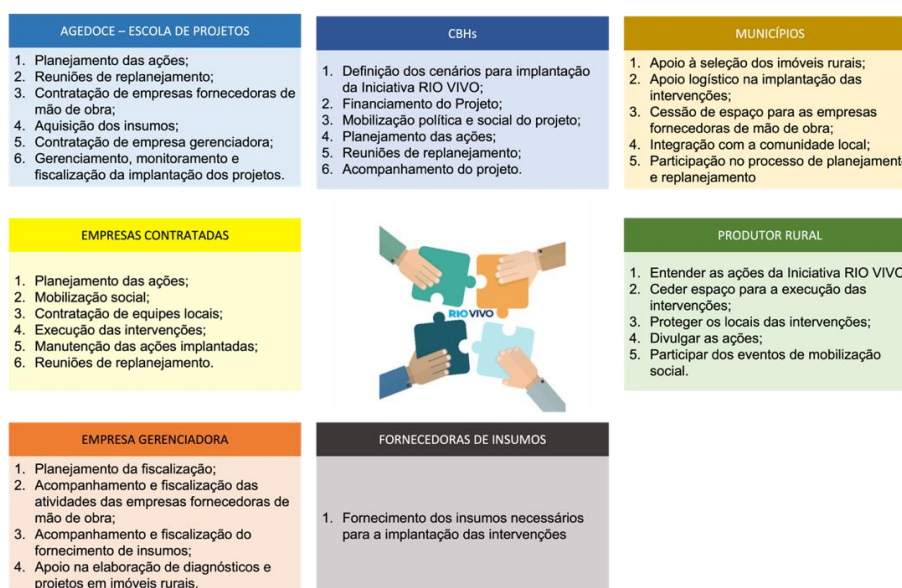 AGEDOCE – ESCOLA DE PROJETOS
1. Planejamento das ações;
2. Reuniões de replanejamento;
3. Contratação de empresas fornecedoras de
mão de obra;
4. Aquisição dos insumos;
5. Contratação de empresa gerenciadora;
6. Gerenciamento, monitoramento e
fiscalização da implantação dos projetos.
CBHs
1. Definição dos cenários para implantação
da Iniciativa RIO VIVO;
2. Financiamento do Projeto;
3. Mobilização política e social do projeto;
4. Planejamento das ações;
5. Reuniões de replanejamento;
6. Acompanhamento do projeto.
MUNICÍPIOS
1. Apoio à seleção dos imóveis rurais;
2. Apoio logístico na implantação das
intervenções;
3. Cessão de espaço para as empresas
fornecedoras de mão de obra;
4. Integração com a comunidade local;
5. Participação no processo de planejament
e replanejamento
EMPRESAS CONTRATADAS
1. Planejamento das ações;
2. Mobilização social;
3. Contratação de equipes locais;
4. Execução das intervenções;
5. Manutenção das ações implantadas;
6. Reuniões de replanejamento.
RIO VIVO
PRODUTOR RURAL
1. Entender as ações da Iniciativa RIO VIVO
2. Ceder espaço para a execução das
intervenções;
3. Proteger os locais das intervenções;
4. Divulgar as ações;
5. Participar dos eventos de mobilização
social.
EMPRESA GERENCIADORA
1. Planejamento da fiscalização;
2. Acompanhamento e fiscalização das
atividades das empresas fornecedoras de
mão de obra;
3. Acompanhamento e fiscalização do
fornecimento de insumos;
4. Apoio na elaboração de diagnósticos e
projetos em imóveis rurais.
FORNECEDORAS DE INSUMOS
1. Fornecimento dos insumos necessários
para a implantação das intervenções